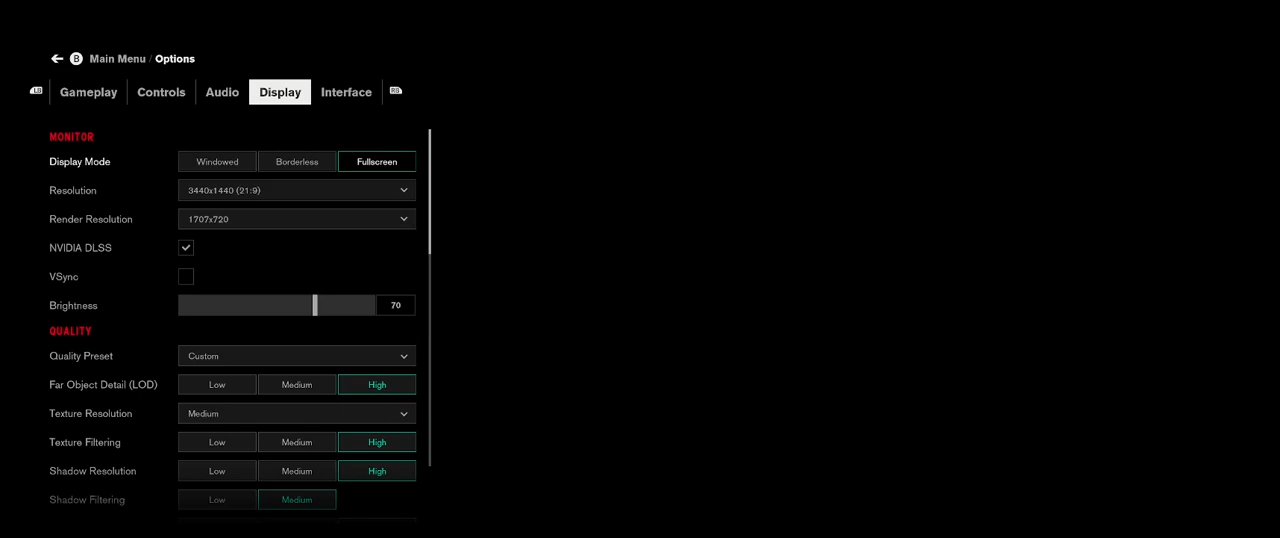 B Main Menu / Options
LB Gameplay Controls Audio Display Interface RB
MONITOR
Display Mode Windowed Borderless Fullscreen
Resolution 3440x1440 (21:9)
Render Resolution 1707x720
NVIDIA DLSS
VSync
Brightness 70
QUALITY
Quality Preset Custom
Far Object Detail (LOD) Low Medium High
Texture Resolution Medium
Texture Filtering Low Medium High
Shadow Resolution Low Medium High
Shadow Filtering Low Medium